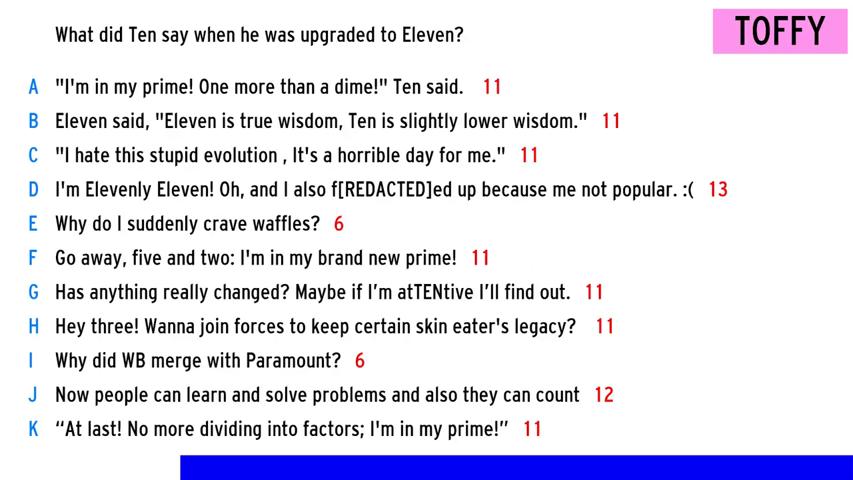 What did Ten say when he was upgraded to Eleven?
TOFFY
A "I'm in my prime! One more than a dime!" Ten said. 11
B Eleven said, "Eleven is true wisdom, Ten is slightly lower wisdom." 11
C "I hate this stupid evolution , It's a horrible day for me." 11
D I'm Elevenly Eleven! Oh, and I also f[REDACTED]ed up because me not popular. :( 13
E Why do I suddenly crave waffles? 6
F Go away, five and two: I'm in my brand new prime! 11
G Has anything really changed? Maybe if I’m atTENtive I’ll find out. 11
H Hey three! Wanna join forces to keep certain skin eater's legacy? 11
I Why did WB merge with Paramount? 6
J Now people can learn and solve problems and also they can count 12
K “At last! No more dividing into factors; I'm in my prime!” 11